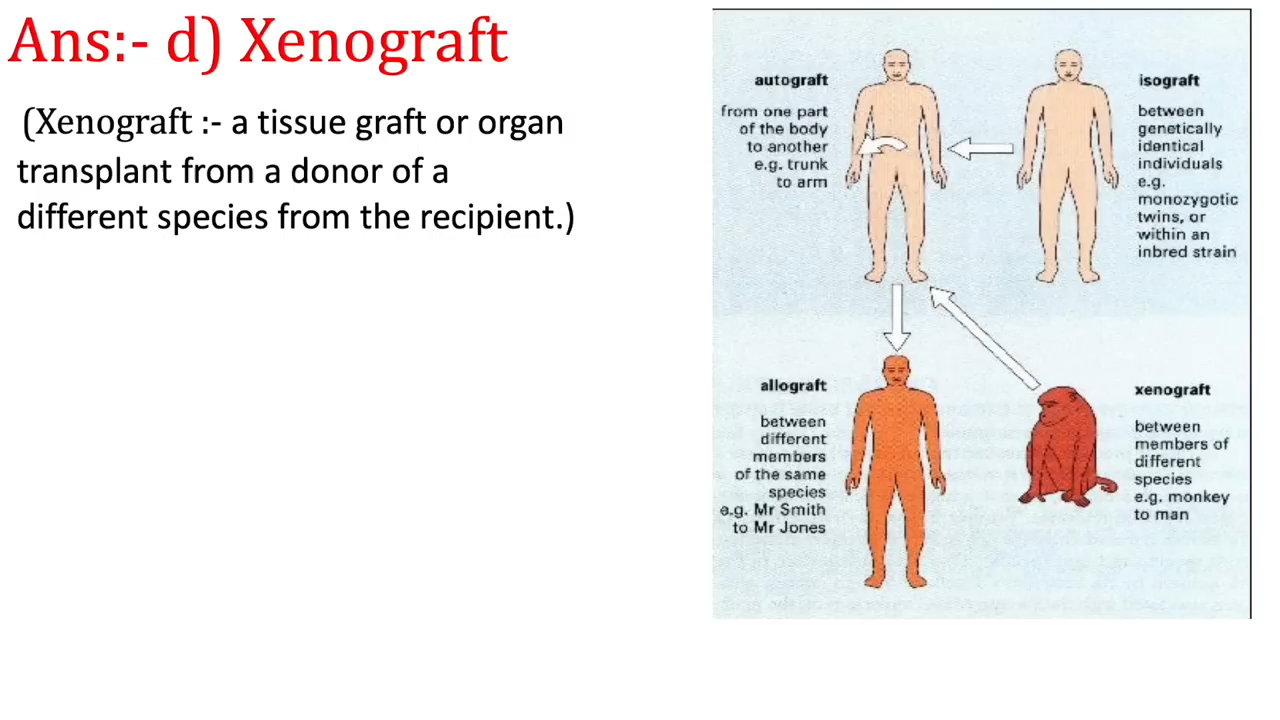 Ans:- d) Xenograft
(Xenograft :- a tissue graft or organ
transplant from a donor of a
different species from the recipient.)
autograft
from one part
of the body
to another
e.g. trunk
to arm
isograft
between
genetically
identical
individuals
e.g.
monozygotic
twins, or
within an
inbred strain
allograft
between
different
members
of the same
species
e.g. Mr Smith
to Mr Jones
xenograft
between
members of
different
species
e.g. monkey
to man